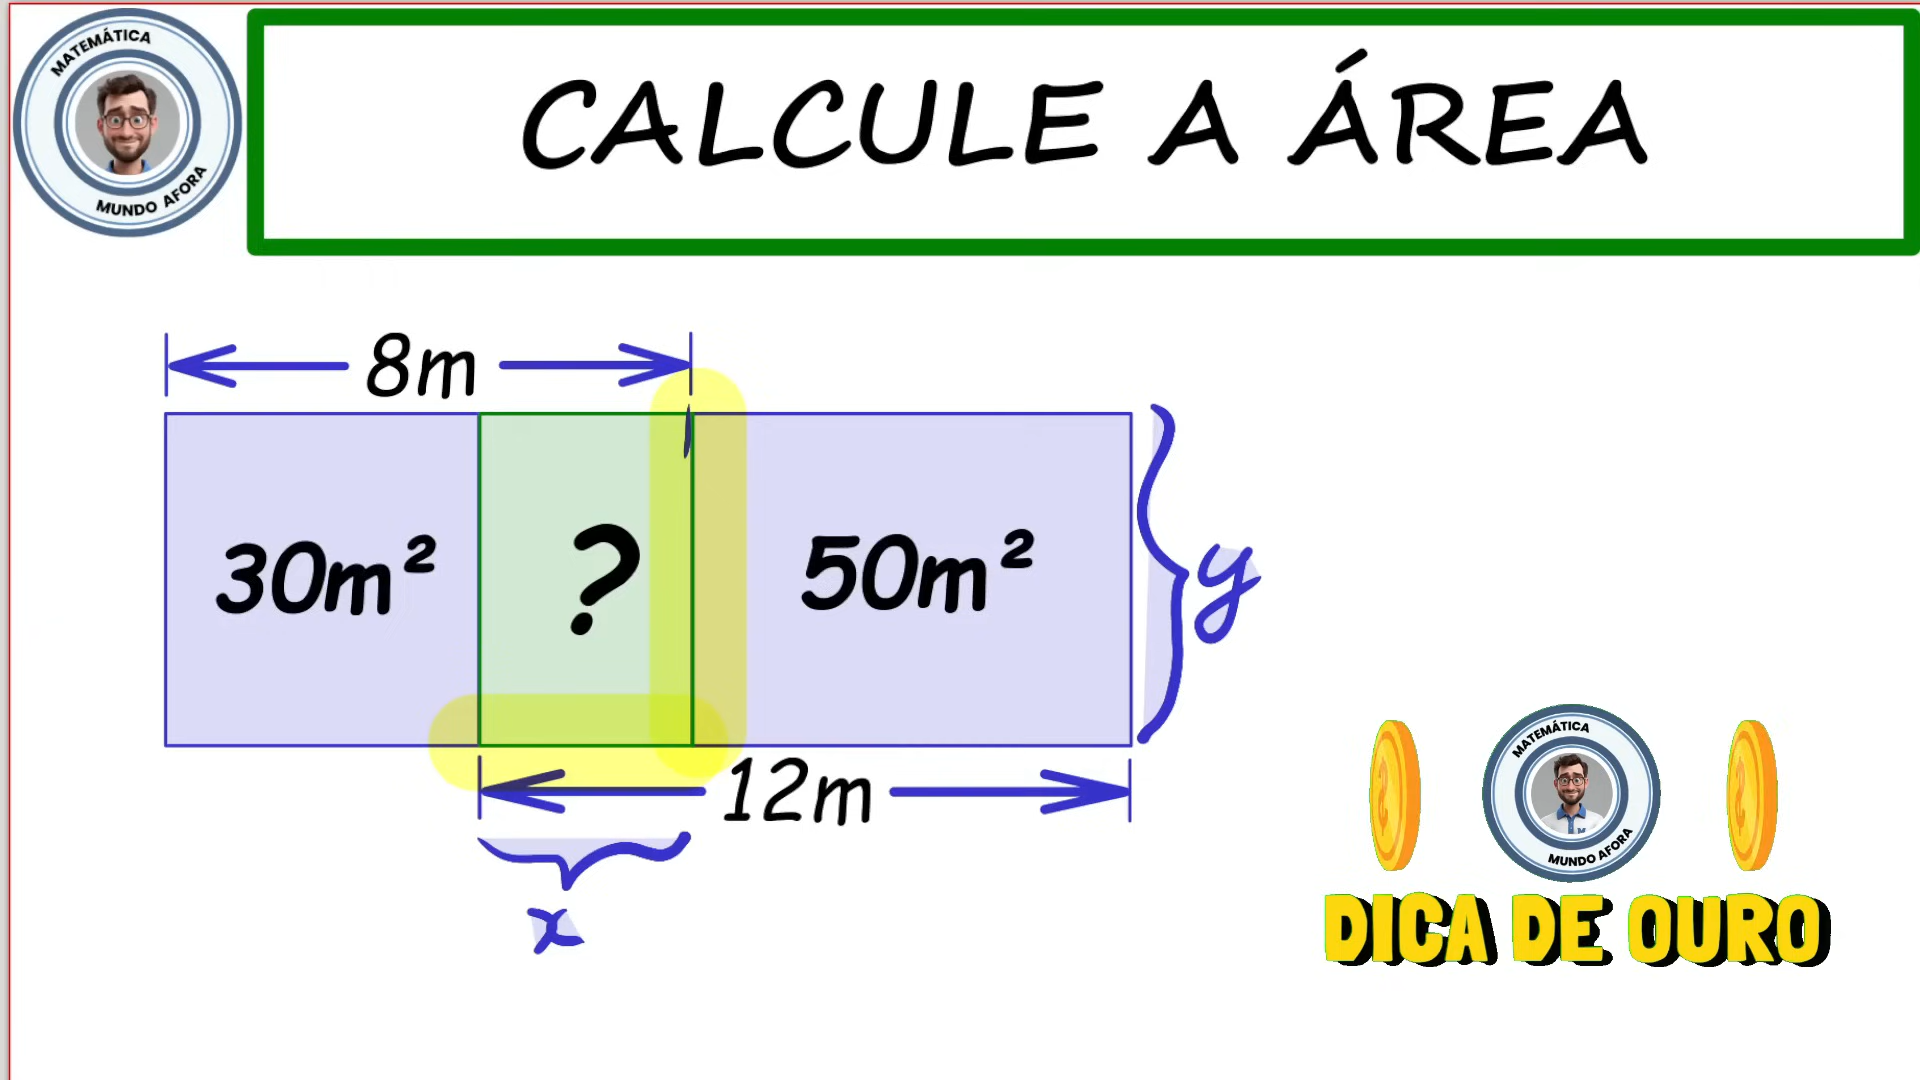 MATEMÁTICA
MUNDO AFORA
CALCULE A ÁREA
8m
30m²
?
50m²
y
12m
x
MATEMÁTICA
MUNDO AFORA
DICA DE OURO